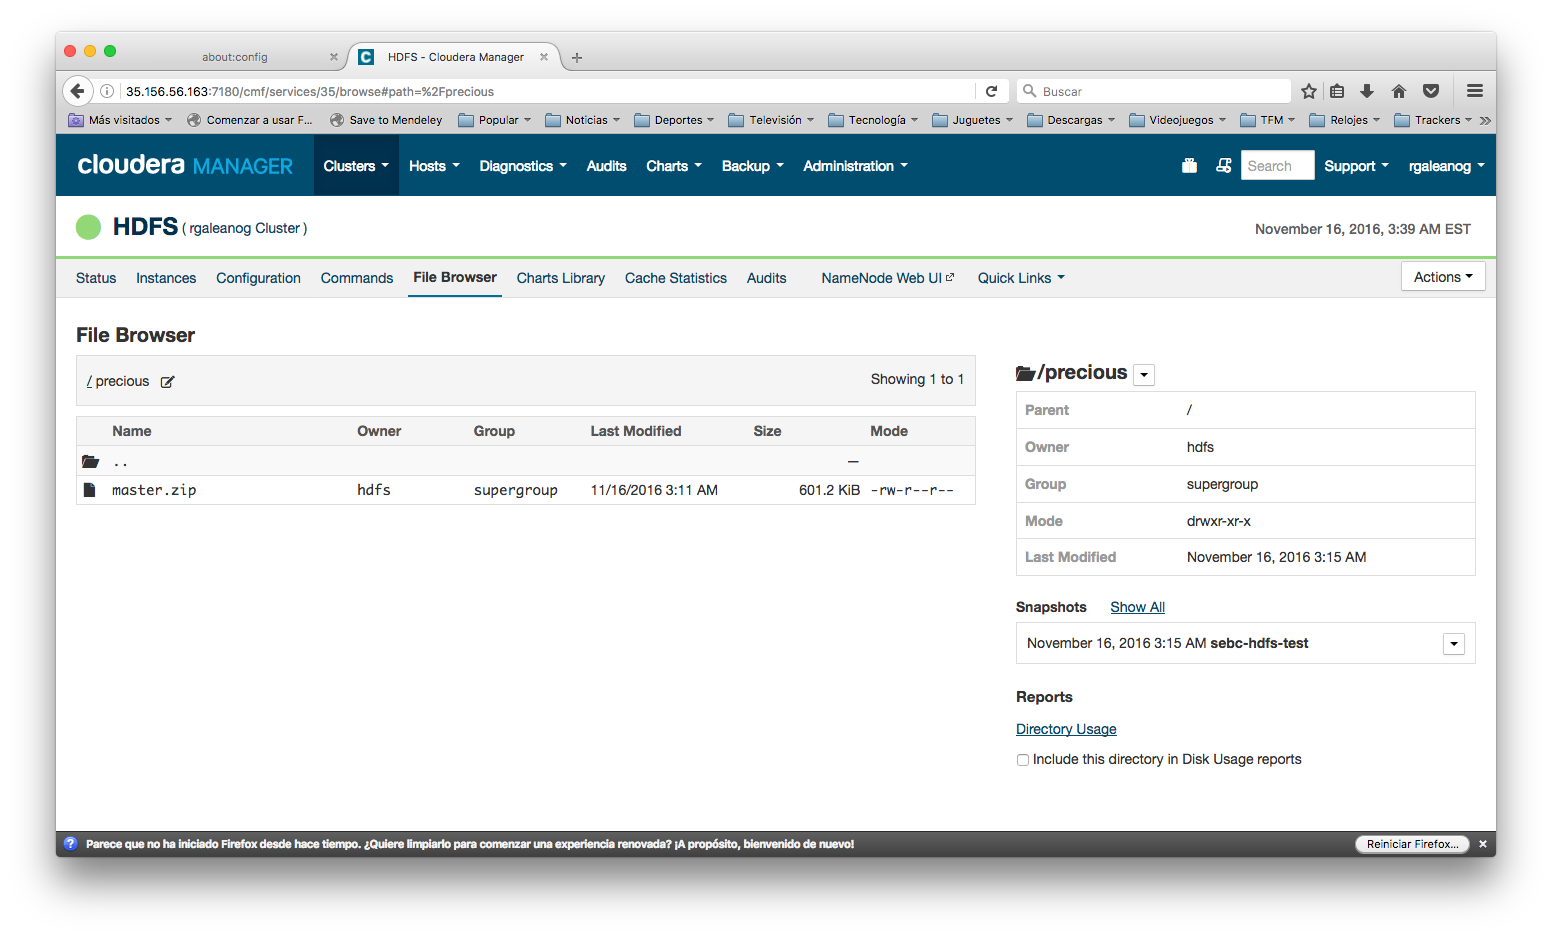 about:config
HDFS - Cloudera Manager
35.156.56.163:7180/cmf/services/35/browse#path=%2Fprecious
Buscar
Más visitados
Comenzar a usar F...
Save to Mendeley
Popular
Noticias
Deportes
Televisión
Tecnología
Juguetes
Descargas
Videojuegos
TFM
Relojes
Trackers
cloudera MANAGER
Clusters
Hosts
Diagnostics
Audits
Charts
Backup
Administration
Search
Support
rgaleanog
HDFS ( rgaleanog Cluster )
November 16, 2016, 3:39 AM EST
Status
Instances
Configuration
Commands
File Browser
Charts Library
Cache Statistics
Audits
NameNode Web UI
Quick Links
Actions
File Browser
/ precious
Showing 1 to 1
Name Owner Group Last Modified Size Mode
.. —
master.zip hdfs supergroup 11/16/2016 3:11 AM 601.2 KiB -rw-r--r--
/precious
Parent /
Owner hdfs
Group supergroup
Mode drwxr-xr-x
Last Modified November 16, 2016 3:15 AM
Snapshots Show All
November 16, 2016 3:15 AM sebc-hdfs-test
Reports
Directory Usage
Include this directory in Disk Usage reports
? Parece que no ha iniciado Firefox desde hace tiempo. ¿Quiere limpiarlo para comenzar una experiencia renovada? ¡A propósito, bienvenido de nuevo!
Reiniciar Firefox...